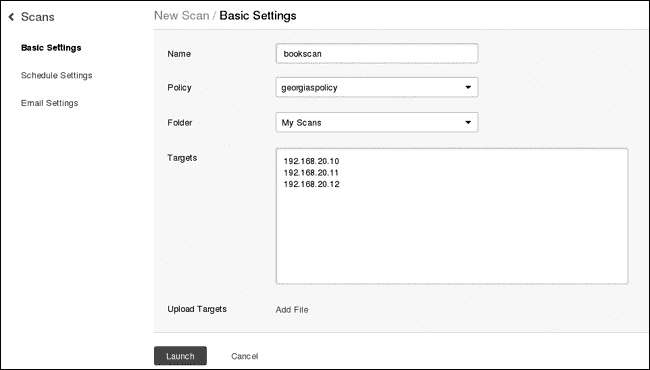 Scans
New Scan / Basic Settings
Basic Settings
Schedule Settings
Email Settings
Name
bookscan
Policy
georgiaspolicy
Folder
My Scans
Targets
192.168.20.10
192.168.20.11
192.168.20.12
Upload Targets
Add File
Launch
Cancel